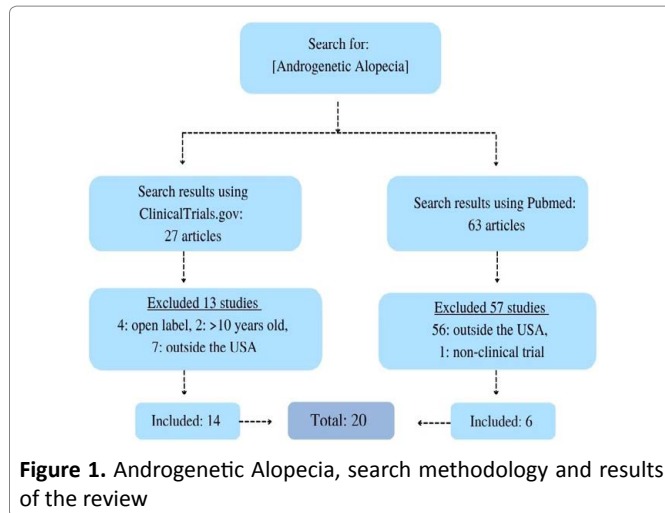 Search for:
[Androgenetic Alopecia]
Search results using
ClinicalTrials.gov:
27 articles
Search results using Pubmed:
63 articles
Excluded 13 studies
4: open label, 2: >10 years old,
7: outside the USA
Excluded 57 studies
56: outside the USA,
1: non-clinical trial
Included: 14
Total: 20
Included: 6
Figure 1. Androgenetic Alopecia, search methodology and results
of the review